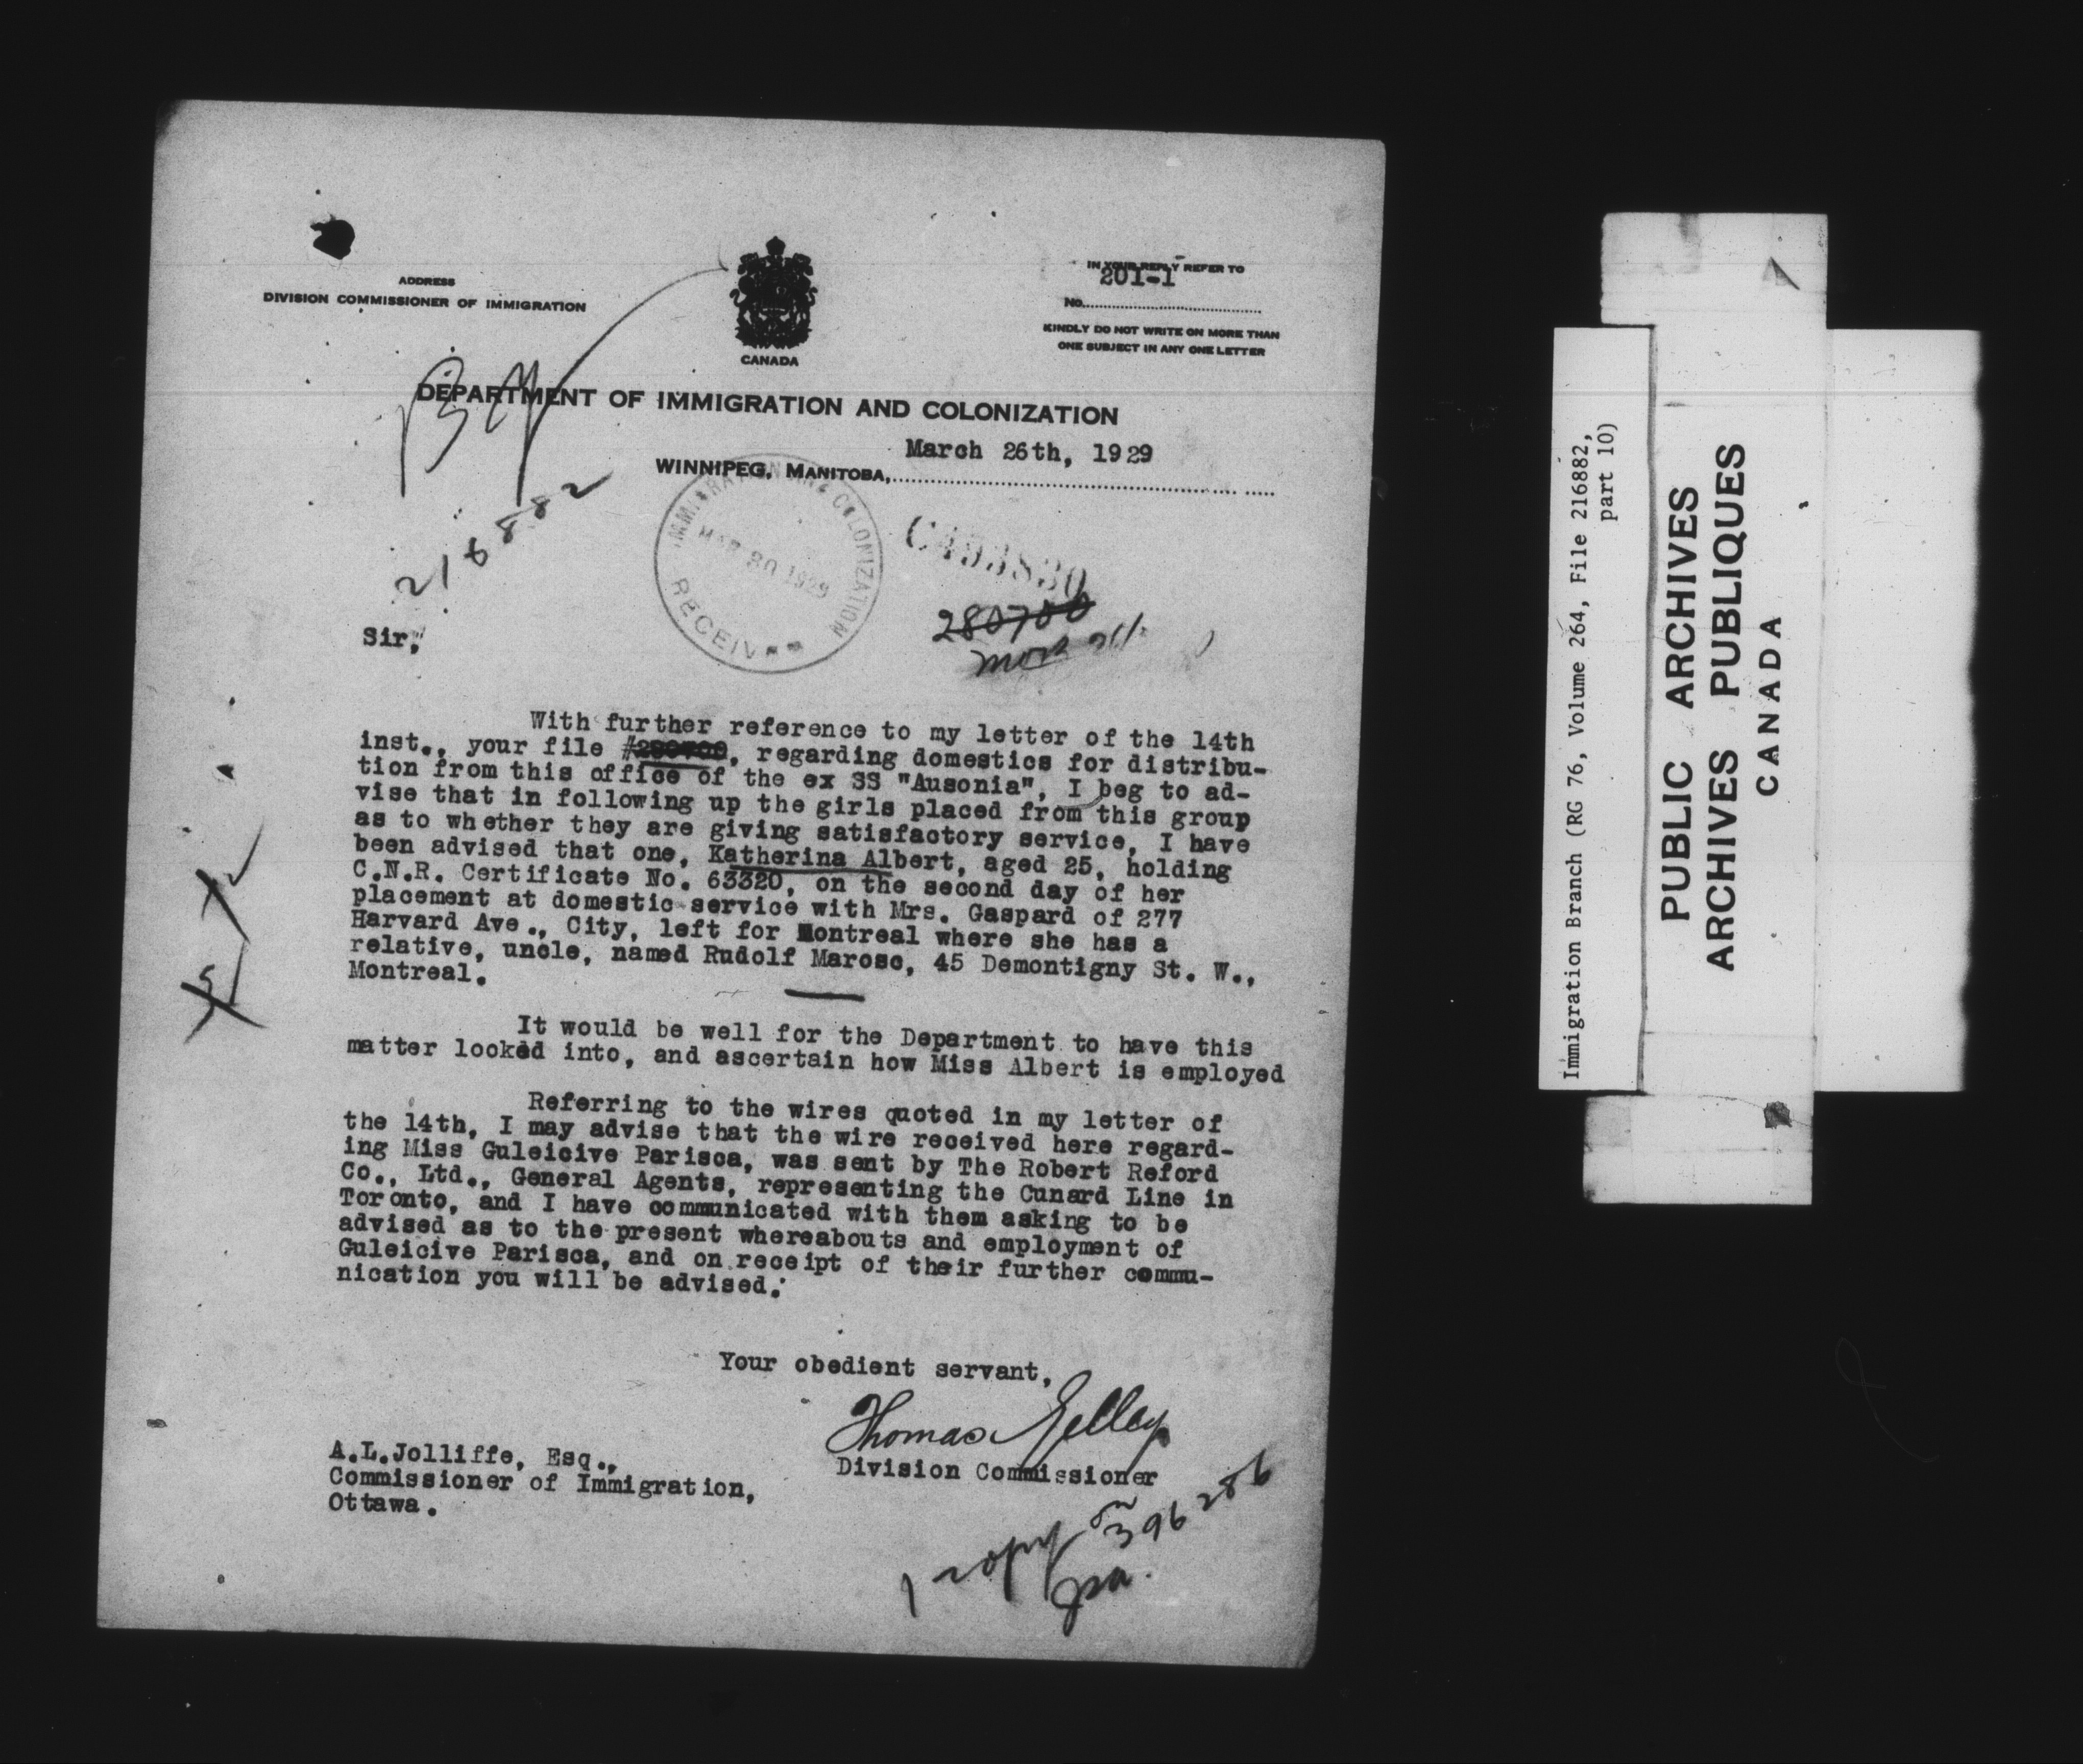 ADDRESS
DIVISION COMMISSIONER OF IMMIGRATION
CANADA
IN YOUR REPLY REFER TO
201-1
No.
KINDLY DO NOT WRITE ON MORE THAN
ONE SUBJECT IN ANY ONE LETTER
DEPARTMENT OF IMMIGRATION AND COLONIZATION
March 26th, 1929
WINNIPEG, MANITOBA,
216882
IMMIGRATION AND COLONIZATION
MAR 30 1929
RECEIV
C493830
280700
Sir,
With further reference to my letter of the 14th
inst., your file #280700, regarding domestics for distribu-
tion from this office of the ex SS "Ausonia", I beg to ad-
vise that in following up the girls placed from this group
as to whether they are giving satisfactory service, I have
been advised that one, Katherina Albert, aged 25, holding
C.N.R. Certificate No. 63320, on the second day of her
placement at domestic service with Mrs. Gaspard of 277
Harvard Ave., City, left for Montreal where she has a
relative, uncle, named Rudolf Marosc, 45 Demontigny St. W.,
Montreal.
It would be well for the Department to have this
matter looked into, and ascertain how Miss Albert is employed
Referring to the wires quoted in my letter of
the 14th, I may advise that the wire received here regard-
ing Miss Guleicive Parisca, was sent by The Robert Reford
Co., Ltd., General Agents, representing the Cunard Line in
Toronto, and I have communicated with them asking to be
advised as to the present whereabouts and employment of
Guleicive Parisca, and on receipt of their further commu-
nication you will be advised.
Your obedient servant,
Thomas Gelley
Division Commissioner
A.L.Jolliffe, Esq.,
Commissioner of Immigration,
Ottawa.
1 copy on
396286
Immigration Branch (RG 76, Volume 264, File 216882,
part 10)
PUBLIC ARCHIVES
ARCHIVES PUBLIQUES
CANADA